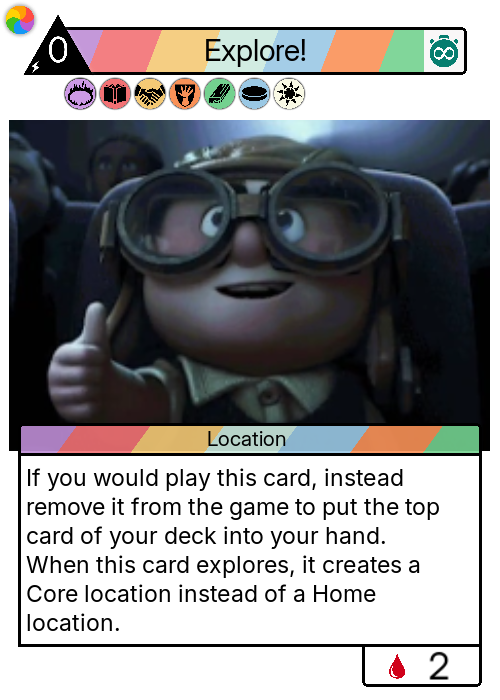 0
Explore!
Location
If you would play this card, instead
remove it from the game to put the top
card of your deck into your hand.
When this card explores, it creates a
Core location instead of a Home
location.
2